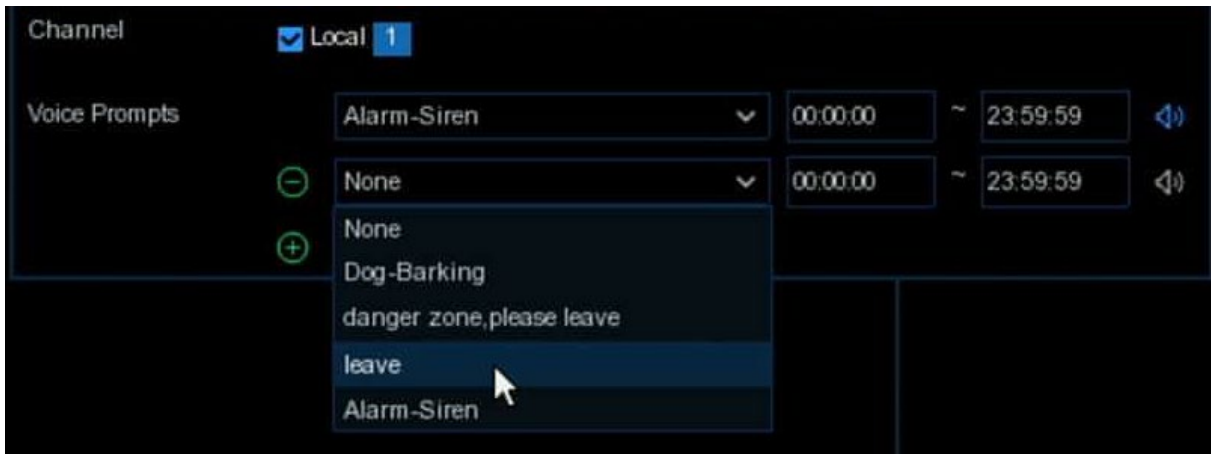 Channel Local 1
Voice Prompts Alarm-Siren 00:00:00 ~ 23:59:59
None 00:00:00 ~ 23:59:59
None
Dog-Barking
danger zone,please leave
leave
Alarm-Siren